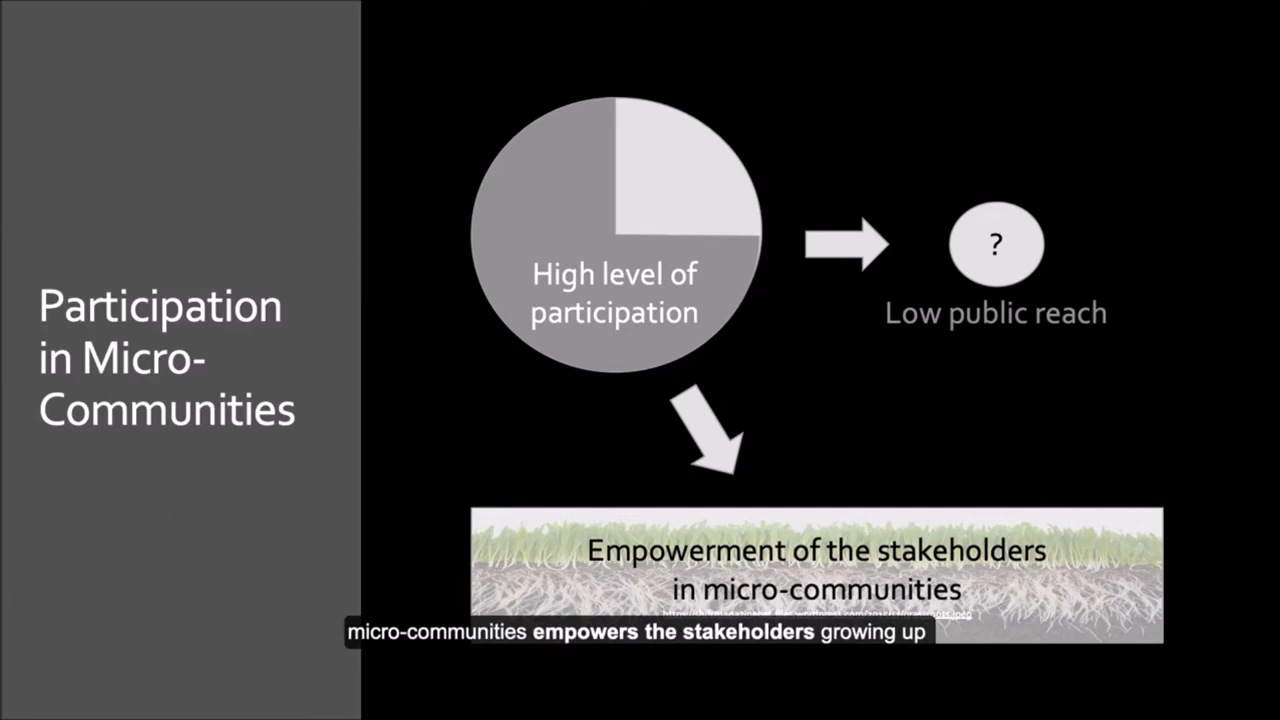 Participation
in Micro-
Communities
High level of
participation
?
Low public reach
Empowerment of the stakeholders
in micro-communities
micro-communities empowers the stakeholders growing up